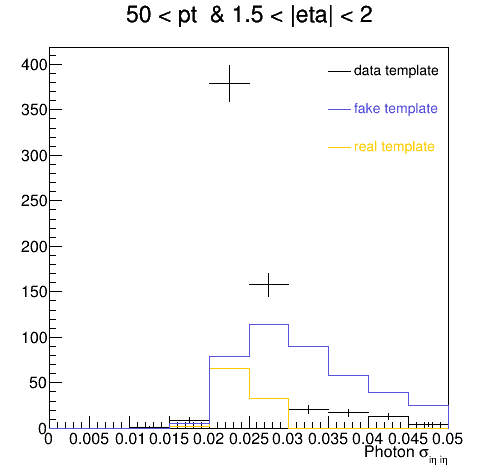 50 < pt  & 1.5 < |eta| < 2
data template
fake template
real template
400
350
300
250
200
150
100
50
0
0 0.005 0.01 0.015 0.02 0.025 0.03 0.035 0.04 0.045 0.05
Photon σiη iη